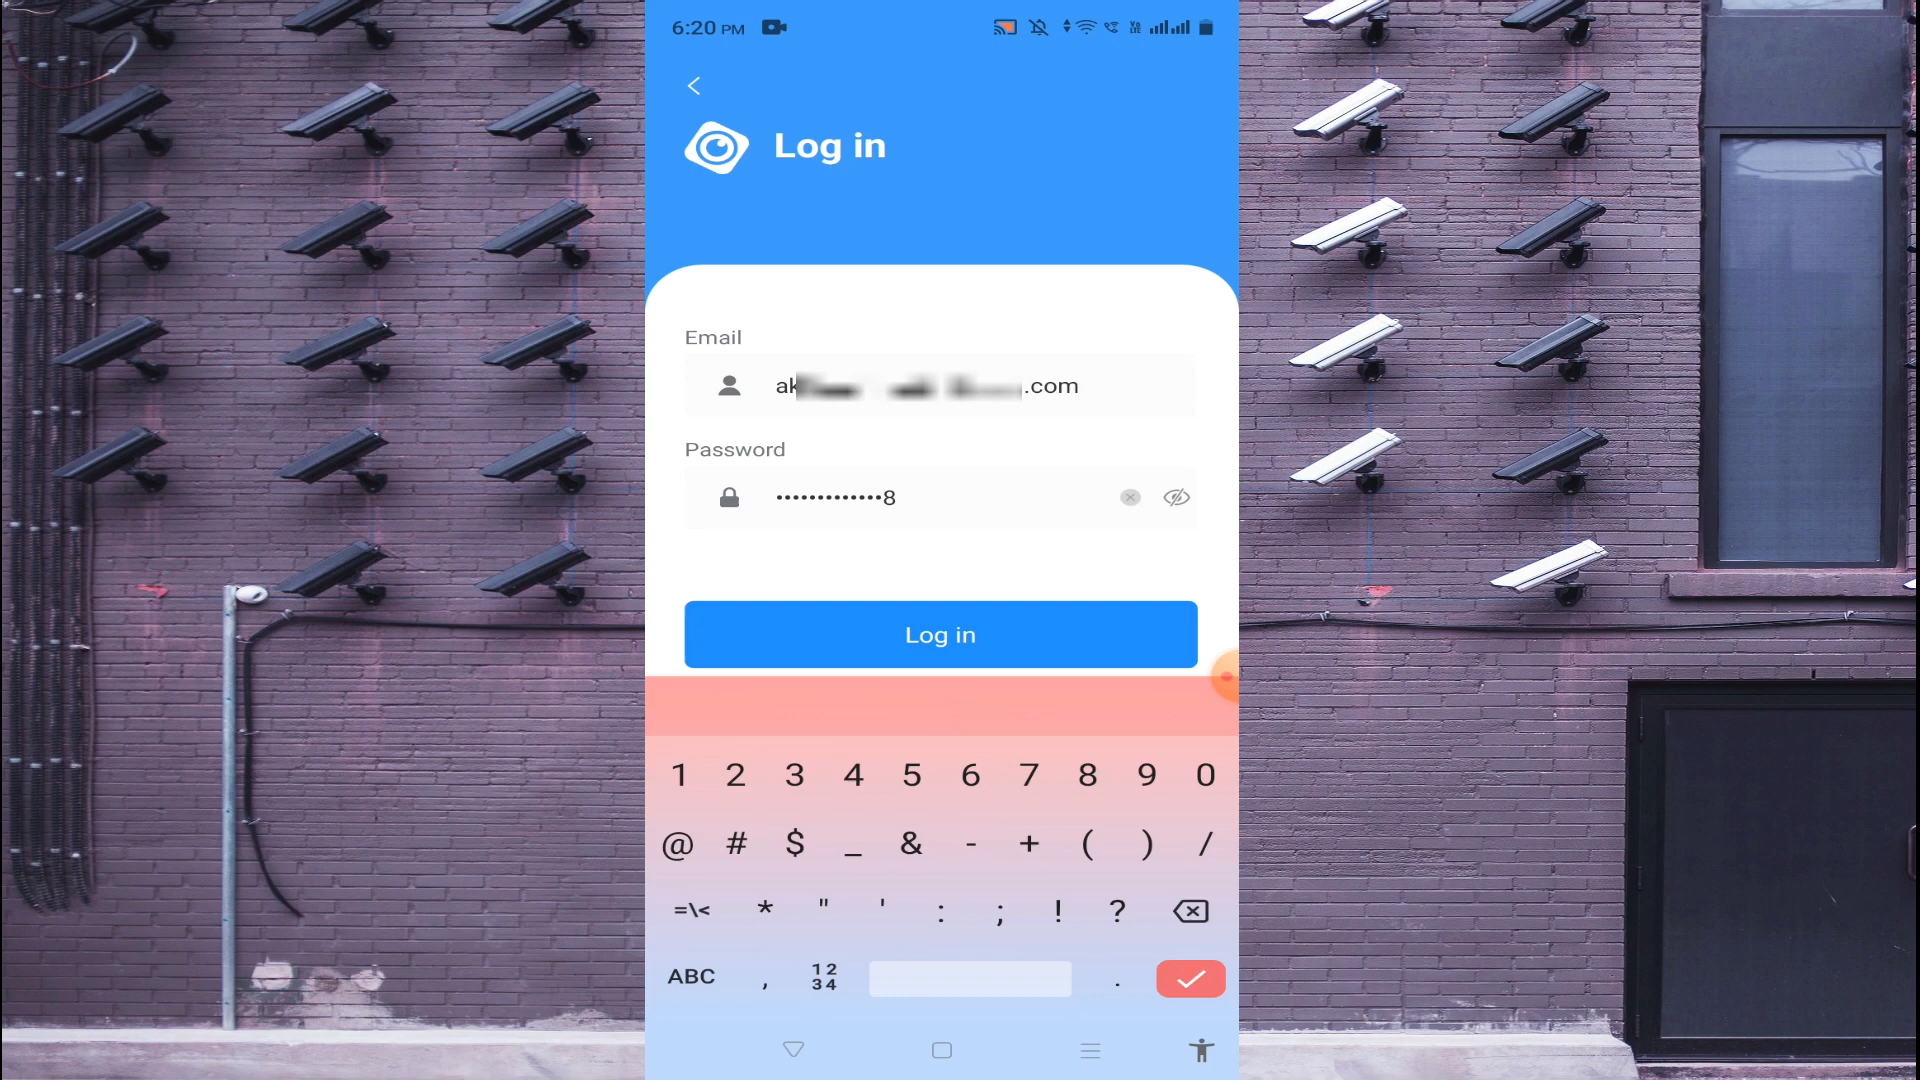 6:20 PM
Log in
Email
ak .com
Password
•••••••••••••8
Log in
1 2 3 4 5 6 7 8 9 0
@ # $ _ & - + ( ) /
=\< * " ' : ; ! ?
ABC , 12 34 .